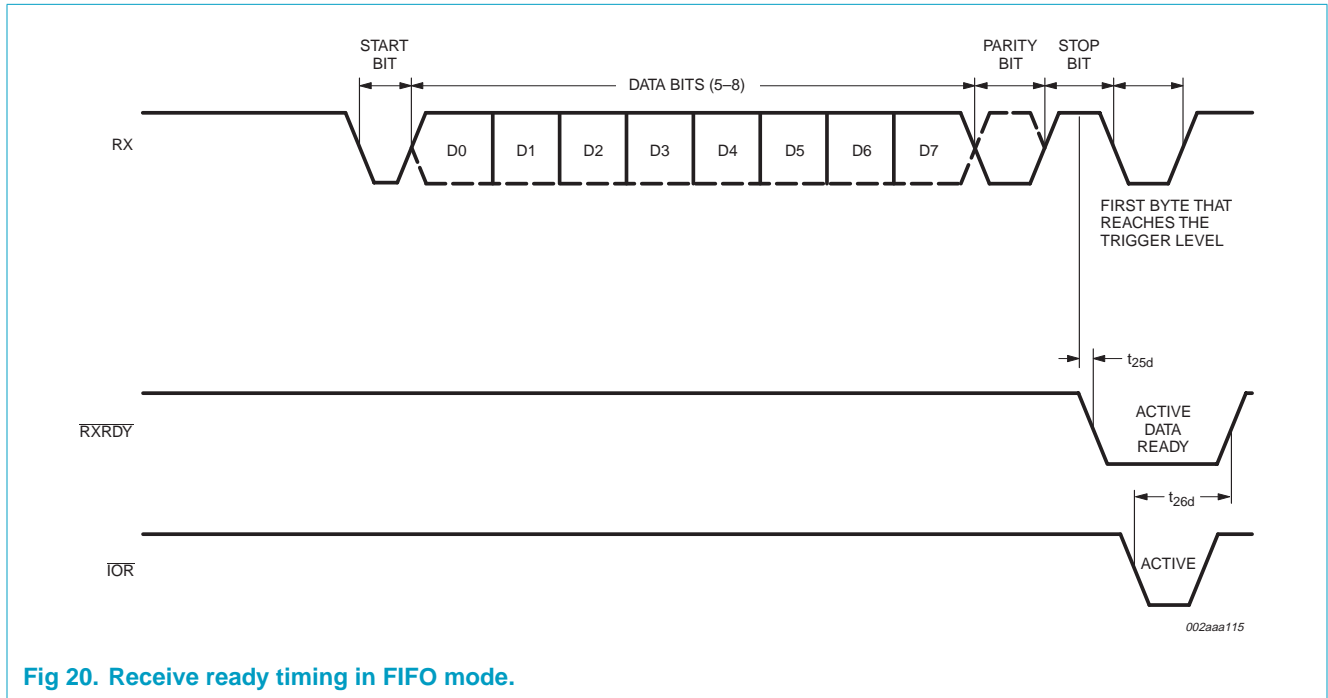 START
BIT
DATA BITS (5–8)
PARITY
BIT
STOP
BIT
RX
D0
D1
D2
D3
D4
D5
D6
D7
FIRST BYTE THAT
REACHES THE
TRIGGER LEVEL
t25d
RXRDY
ACTIVE
DATA
READY
t26d
IOR
ACTIVE
002aaa115
Fig 20. Receive ready timing in FIFO mode.